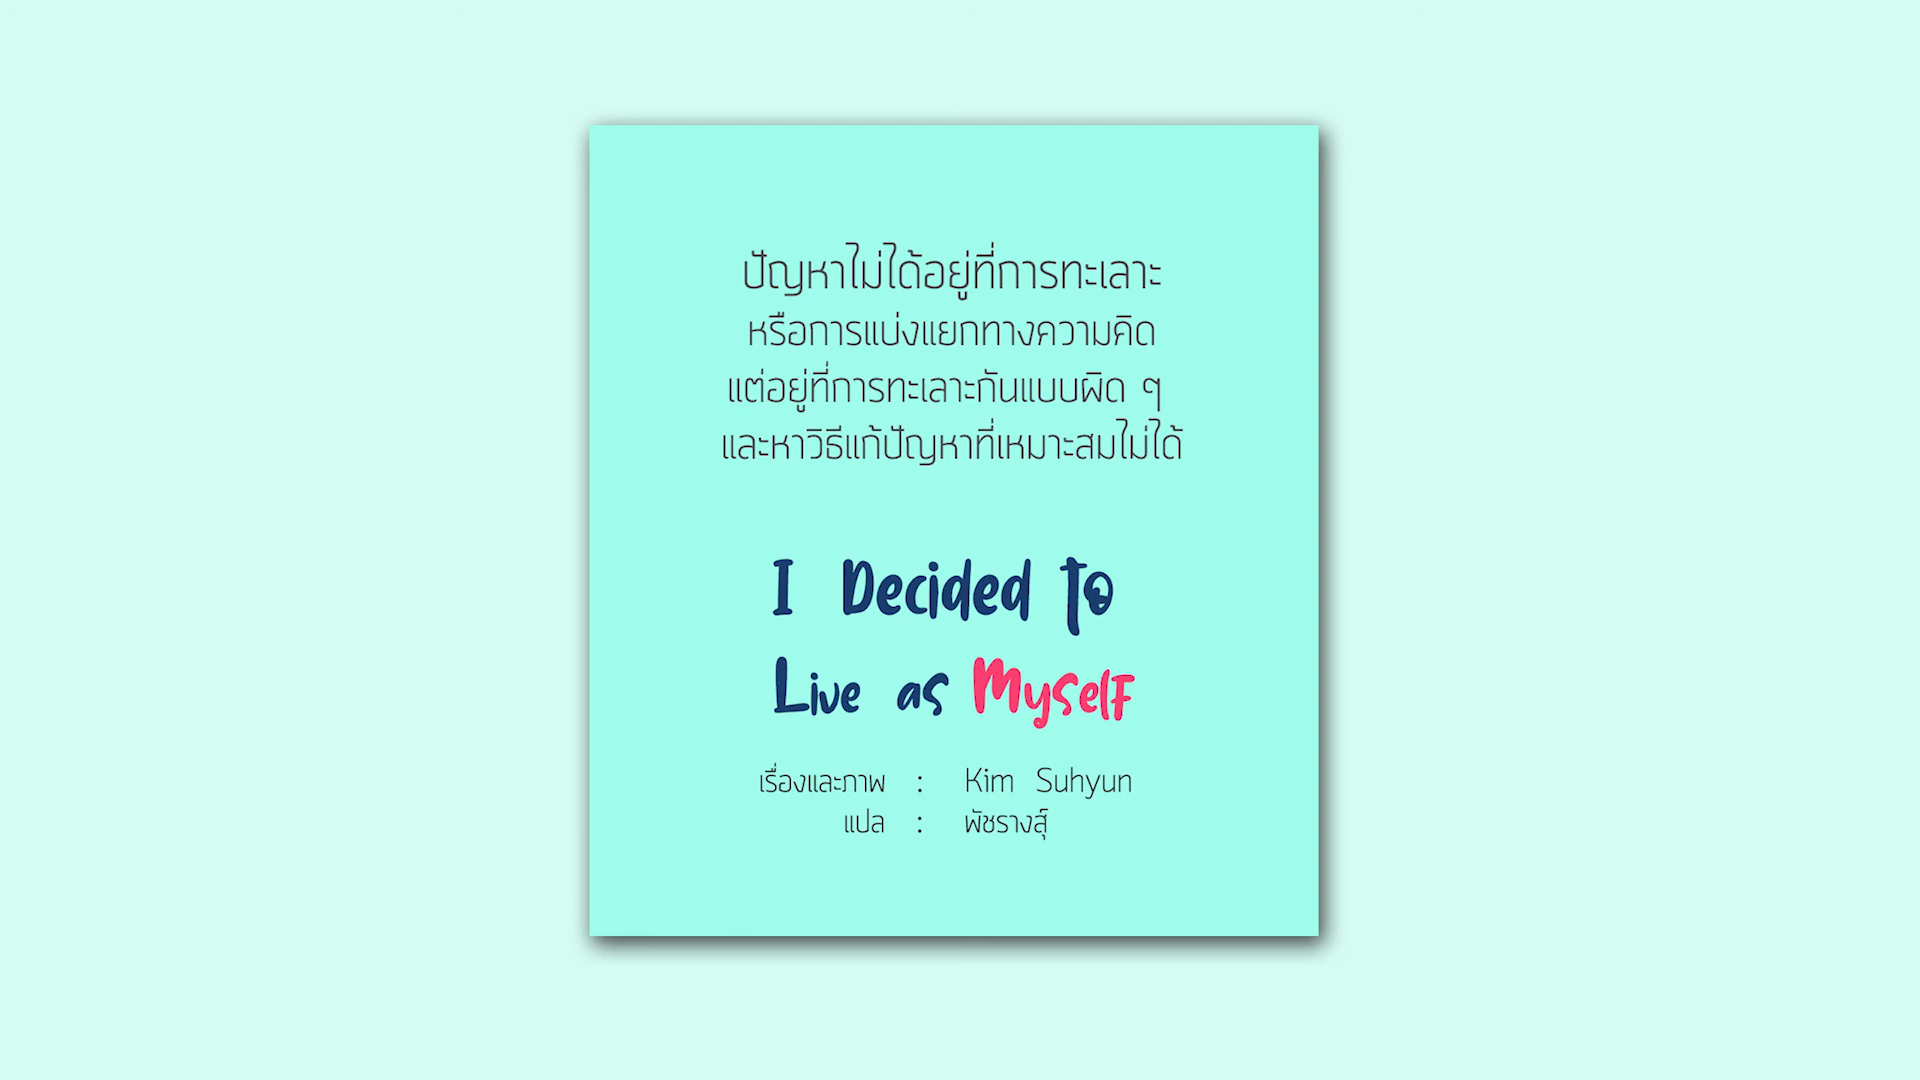 ปัญหาไม่ได้อยู่ที่การทะเลาะ
หรือการแบ่งแยกทางความคิด
แต่อยู่ที่การทะเลาะกันแบบผิด ๆ
และหาวิธีแก้ปัญหาที่เหมาะสมไม่ได้
I Decided to
Live as Myself
เรื่องและภาพ : Kim Suhyun
แปล : พัชรางสุ์